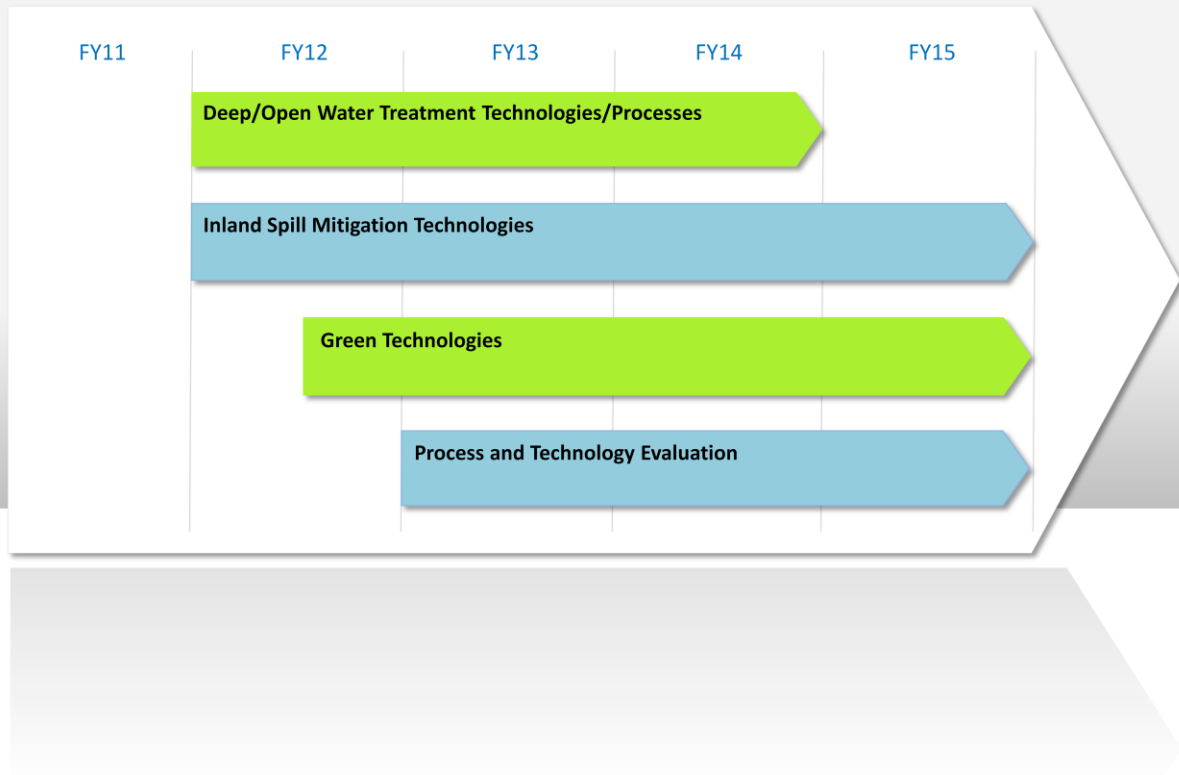 FY11 FY12 FY13 FY14 FY15
Deep/Open Water Treatment Technologies/Processes
Inland Spill Mitigation Technologies
Green Technologies
Process and Technology Evaluation